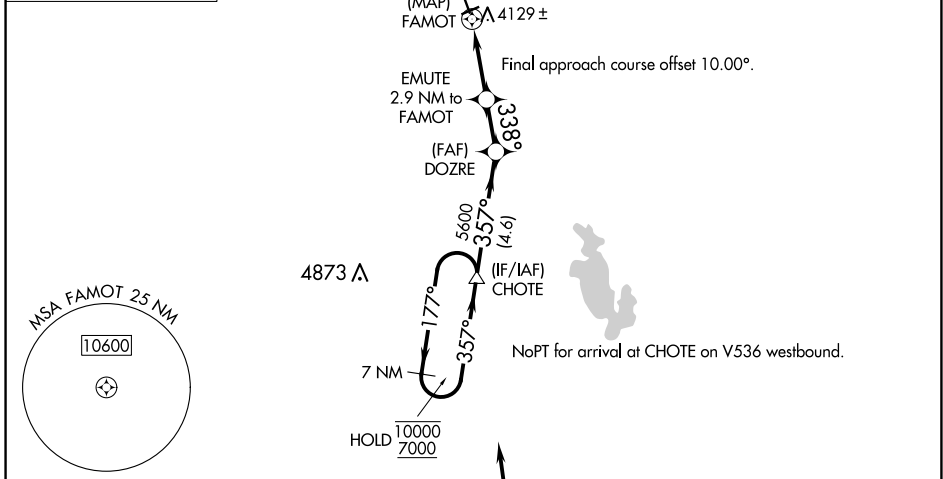 (MAP)
FAMOT
4129 ±
Final approach course offset 10.00°.
EMUTE
2.9 NM to
FAMOT
338°
(FAF)
DOZRE
5600
357°
(4.6)
4873
(IF/IAF)
CHOTE
MSA FAMOT 25 NM
10600
177°
357°
NoPT for arrival at CHOTE on V536 westbound.
7 NM
HOLD
10000
7000